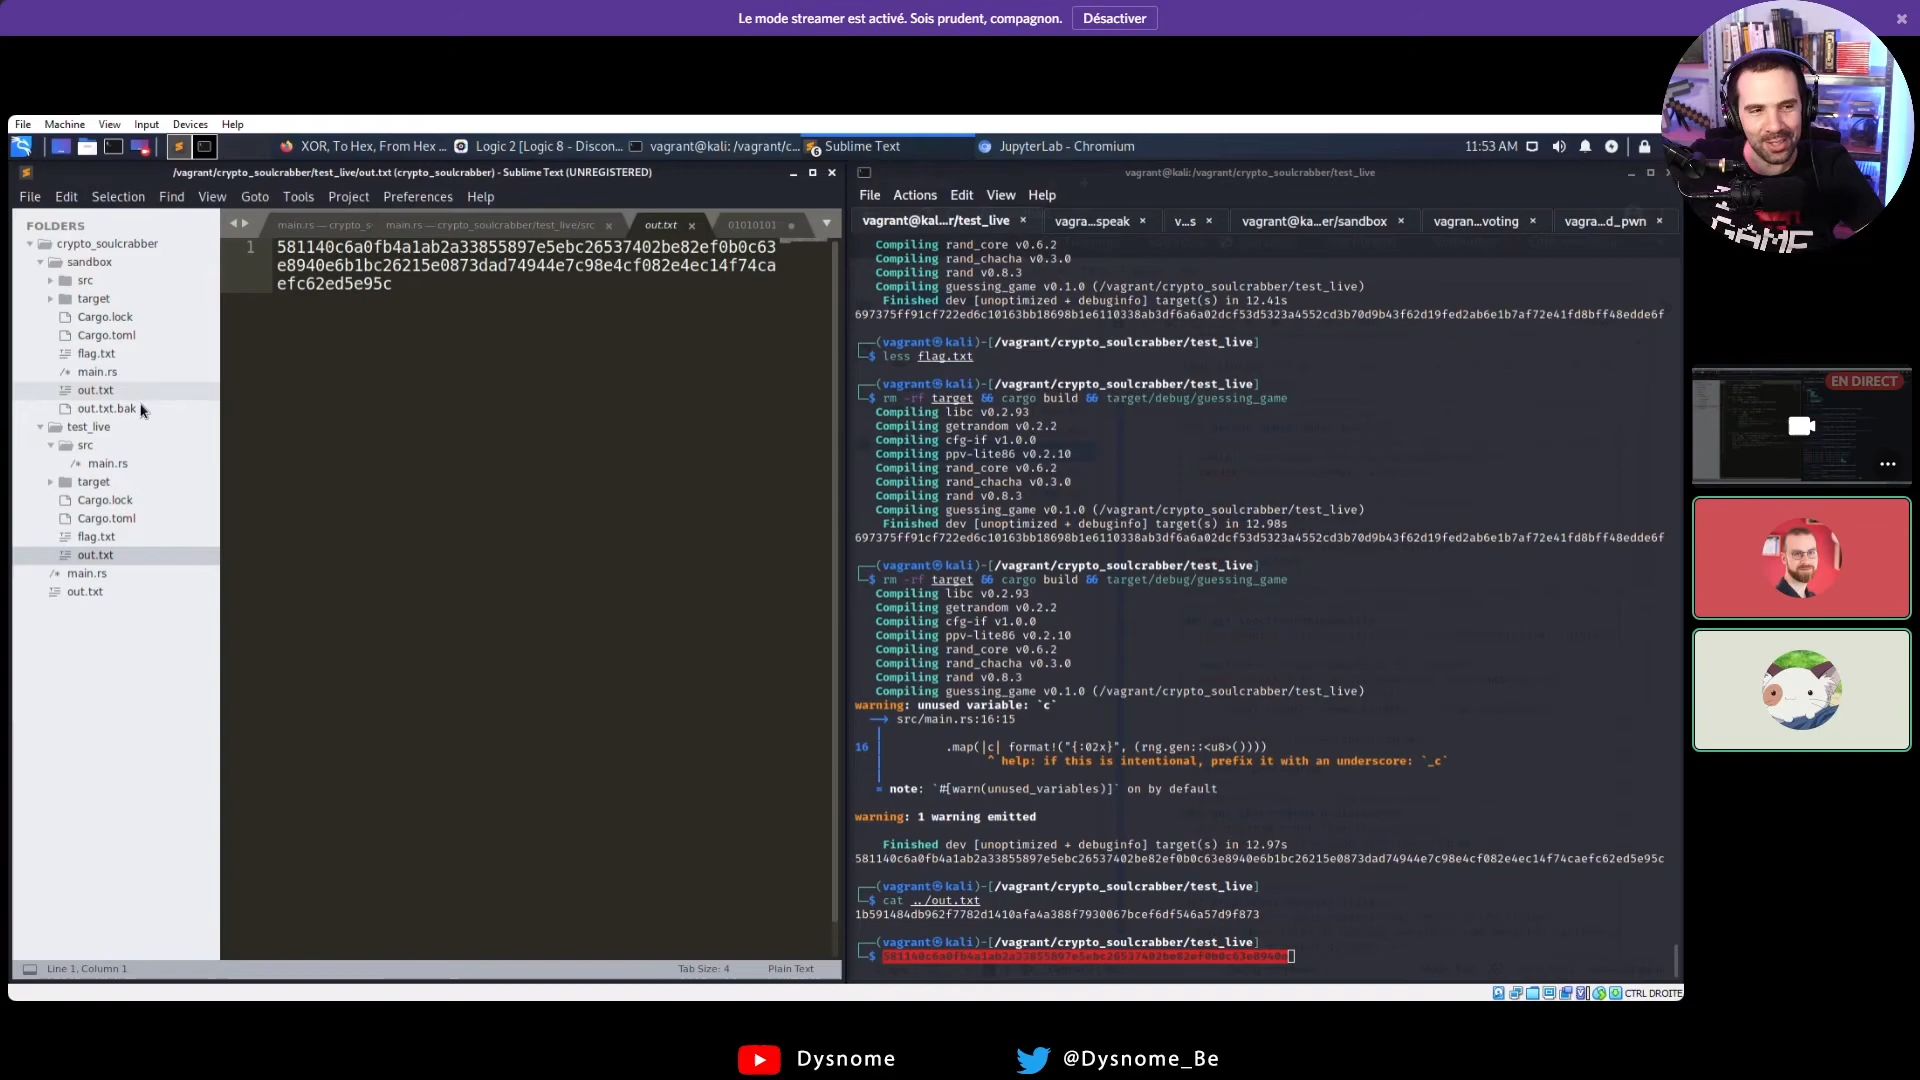 Le mode streamer est activé. Sois prudent, compagnon. Désactiver
File Machine View Input Devices Help
XOR, To Hex, From Hex ... Logic 2 [Logic 8 - Discon... vagrant@kali: /vagrant/c... Sublime Text JupyterLab - Chromium 11:53 AM
/vagrant/crypto_soulcrabber/test_live/out.txt (crypto_soulcrabber) - Sublime Text (UNREGISTERED)
File Edit Selection Find View Goto Tools Project Preferences Help
FOLDERS
crypto_soulcrabber
sandbox
src
target
Cargo.lock
Cargo.toml
flag.txt
main.rs
out.txt
out.txt.bak
test_live
src
main.rs
target
Cargo.lock
Cargo.toml
flag.txt
out.txt
main.rs
out.txt
main.rs — crypto_s main.rs — crypto_soulcrabber/test_live/src out.txt 01010101
1 581140c6a0fb4a1ab2a33855897e5ebc26537402be82ef0b0c63
e8940e6b1bc26215e0873dad74944e7c98e4cf082e4ec14f74ca
efc62ed5e95c
Line 1, Column 1 Tab Size: 4 Plain Text
vagrant@kali:/vagrant/crypto_soulcrabber/test_live
File Actions Edit View Help
vagrant@kal...r/test_live vagra...speak v...s vagrant@ka...er/sandbox vagran...voting vagra...d_pwn
Compiling rand_core v0.6.2
Compiling rand_chacha v0.3.0
Compiling rand v0.8.3
Compiling guessing_game v0.1.0 (/vagrant/crypto_soulcrabber/test_live)
Finished dev [unoptimized + debuginfo] target(s) in 12.41s
697375ff91cf722ed6c10163bb18698b1e6110338ab3df6a6a02dcf53d5323a4552cd3b70d9b43f62d19fed2ab6e1b7af72e41fd8bff48edde6f
(vagrant㉿kali)-[/vagrant/crypto_soulcrabber/test_live]
$ less flag.txt
(vagrant㉿kali)-[/vagrant/crypto_soulcrabber/test_live]
$ rm -rf target && cargo build && target/debug/guessing_game
Compiling libc v0.2.93
Compiling getrandom v0.2.2
Compiling cfg-if v1.0.0
Compiling ppv-lite86 v0.2.10
Compiling rand_core v0.6.2
Compiling rand_chacha v0.3.0
Compiling rand v0.8.3
Compiling guessing_game v0.1.0 (/vagrant/crypto_soulcrabber/test_live)
Finished dev [unoptimized + debuginfo] target(s) in 12.98s
697375ff91cf722ed6c10163bb18698b1e6110338ab3df6a6a02dcf53d5323a4552cd3b70d9b43f62d19fed2ab6e1b7af72e41fd8bff48edde6f
(vagrant㉿kali)-[/vagrant/crypto_soulcrabber/test_live]
$ rm -rf target && cargo build && target/debug/guessing_game
Compiling libc v0.2.93
Compiling getrandom v0.2.2
Compiling cfg-if v1.0.0
Compiling ppv-lite86 v0.2.10
Compiling rand_core v0.6.2
Compiling rand_chacha v0.3.0
Compiling rand v0.8.3
Compiling guessing_game v0.1.0 (/vagrant/crypto_soulcrabber/test_live)
warning: unused variable: `c`
→ src/main.rs:16:15
16 | .map(|c| format!("{:02x}", (rng.gen::<u8>())))
^ help: if this is intentional, prefix it with an underscore: `_c`
= note: `#[warn(unused_variables)]` on by default
warning: 1 warning emitted
Finished dev [unoptimized + debuginfo] target(s) in 12.97s
581140c6a0fb4a1ab2a33855897e5ebc26537402be82ef0b0c63e8940e6b1bc26215e0873dad74944e7c98e4cf082e4ec14f74caefc62ed5e95c
(vagrant㉿kali)-[/vagrant/crypto_soulcrabber/test_live]
$ cat ../out.txt
1b591484db962f7782d1410afa4a388f7930067bcef6df546a57d9f873
(vagrant㉿kali)-[/vagrant/crypto_soulcrabber/test_live]
$ 581140c6a0fb4a1ab2a33855897e5ebc26537402be82ef0b0c63e8940e
CTRL DROITE
EN DIRECT
Dysnome @Dysnome_Be